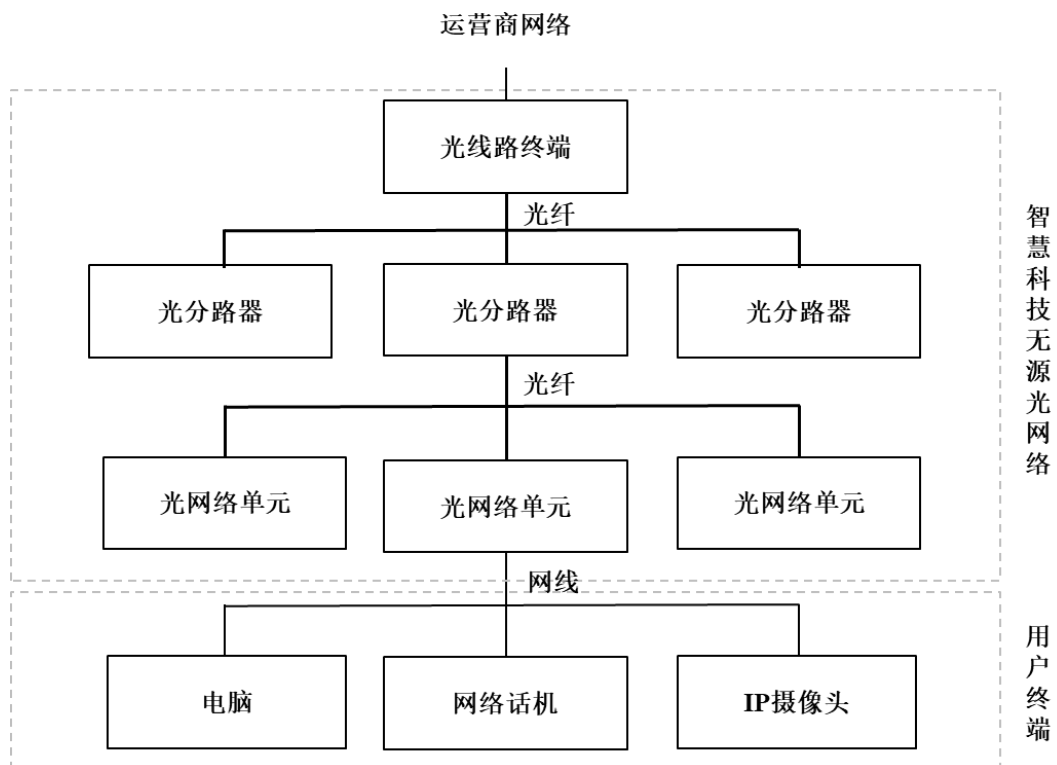 运营商网络
光线路终端
光纤
光分路器
光分路器
光分路器
光纤
光网络单元
光网络单元
光网络单元
智慧科技无源光网络
网线
电脑
网络话机
IP摄像头
用户终端